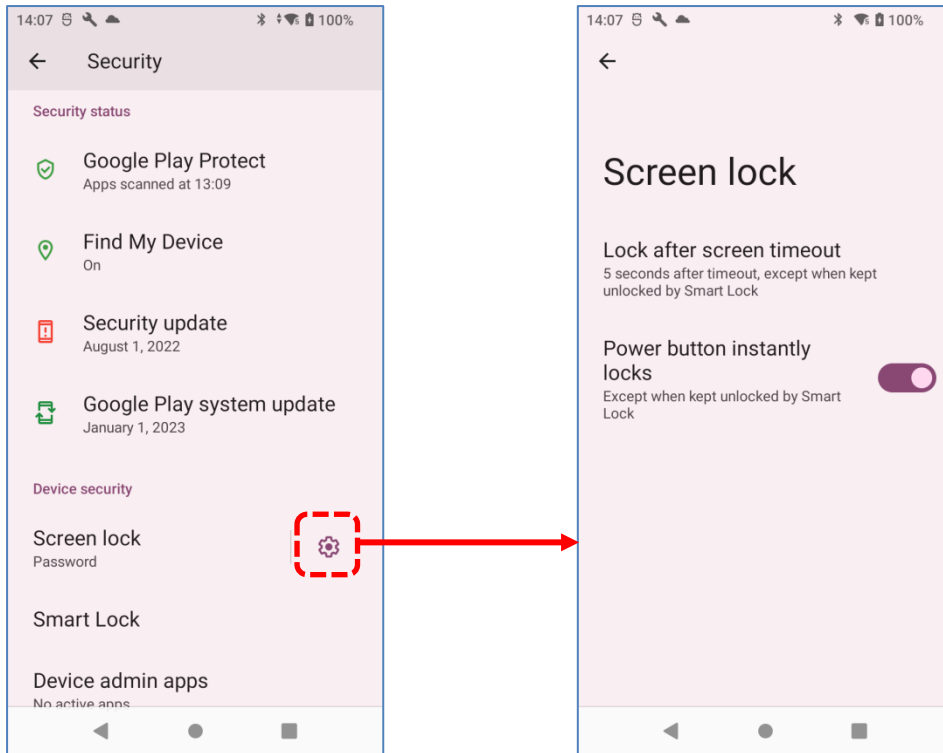 14:07 100%
Security
Security status
Google Play Protect
Apps scanned at 13:09
Find My Device
On
Security update
August 1, 2022
Google Play system update
January 1, 2023
Device security
Screen lock
Password
Smart Lock
Device admin apps
No active apps
14:07 100%
Screen lock
Lock after screen timeout
5 seconds after timeout, except when kept
unlocked by Smart Lock
Power button instantly
locks
Except when kept unlocked by Smart
Lock